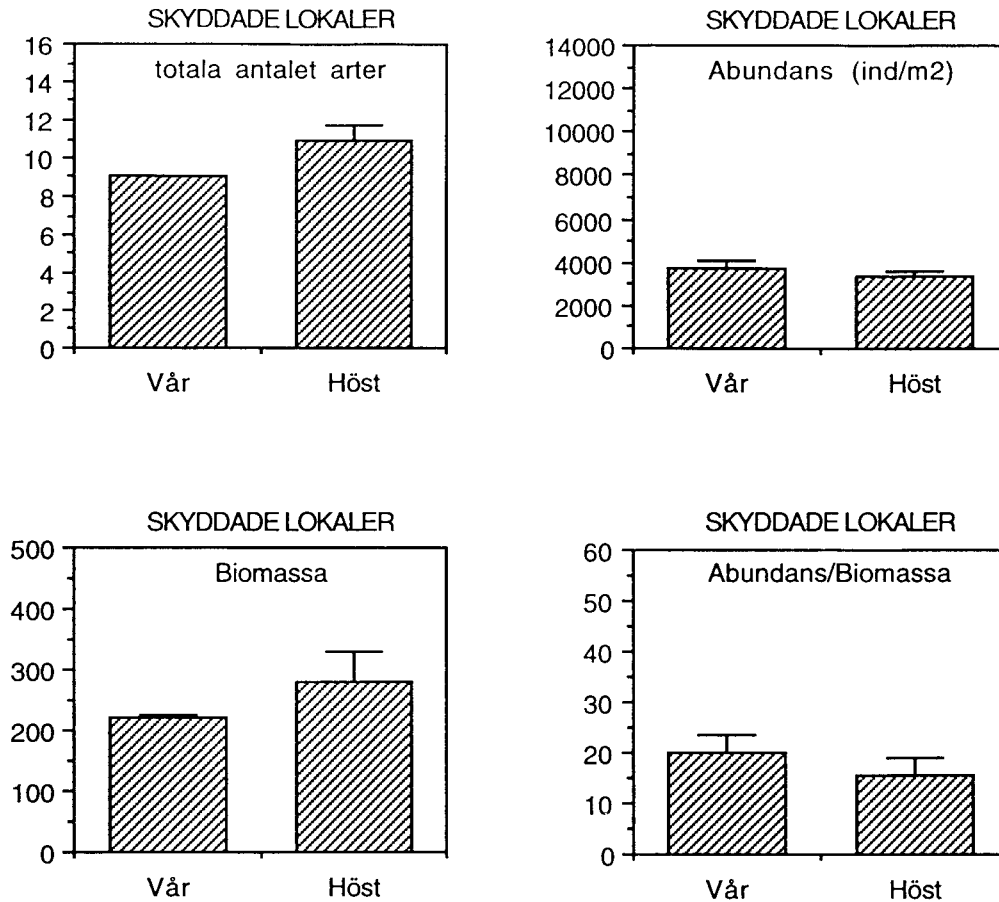 SKYDDADE LOKALER
totala antalet arter
16
14
12
10
8
6
4
2
0
Vår Höst
SKYDDADE LOKALER
Abundans (ind/m2)
14000
12000
10000
8000
6000
4000
2000
0
Vår Höst
SKYDDADE LOKALER
Biomassa
500
400
300
200
100
0
Vår Höst
SKYDDADE LOKALER
Abundans/Biomassa
60
50
40
30
20
10
0
Vår Höst